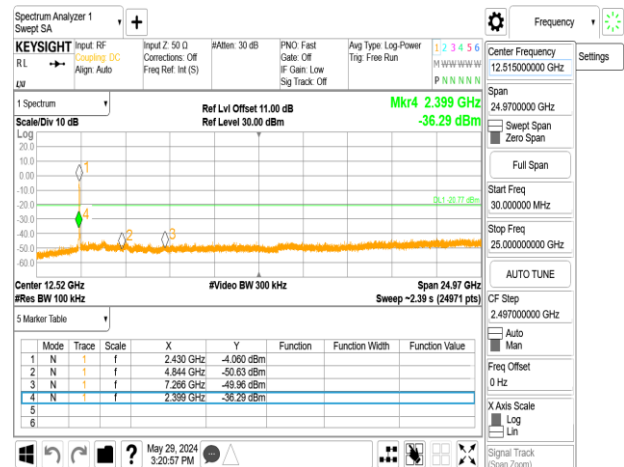 Spectrum Analyzer 1
Swept SA
Frequency
KEYSIGHT
RL
LXI
Input: RF
Coupling: DC
Align: Auto
Input Z: 50 Ω
Corrections: Off
Freq Ref: Int (S)
#Atten: 30 dB
PNO: Fast
Gate: Off
IF Gain: Low
Sig Track: Off
Avg Type: Log-Power
Trig: Free Run
1 2 3 4 5 6
M W W W W W
P N N N N N
Center Frequency
12.515000000 GHz
Settings
1 Spectrum
Scale/Div 10 dB
Ref Lvl Offset 11.00 dB
Ref Level 30.00 dBm
Mkr4 2.399 GHz
-36.29 dBm
Log
20.0
10.0
0.00
-10.0
-20.0
-30.0
-40.0
-50.0
-60.0
1
4
2
3
DL1 -20.77 dBm
Center 12.52 GHz
#Res BW 100 kHz
#Video BW 300 kHz
Span 24.97 GHz
Sweep ~2.39 s (24971 pts)
Span
24.9700000 GHz
Swept Span
Zero Span
Full Span
Start Freq
30.000000 MHz
Stop Freq
25.000000000 GHz
AUTO TUNE
CF Step
2.497000000 GHz
Auto
Man
Freq Offset
0 Hz
X Axis Scale
Log
Lin
Signal Track
(Span Zoom)
5 Marker Table
Mode Trace Scale X Y Function Function Width Function Value
1 N 1 f 2.430 GHz -4.060 dBm
2 N 1 f 4.844 GHz -50.63 dBm
3 N 1 f 7.266 GHz -49.96 dBm
4 N 1 f 2.399 GHz -36.29 dBm
5
6
?
May 29, 2024
3:20:57 PM